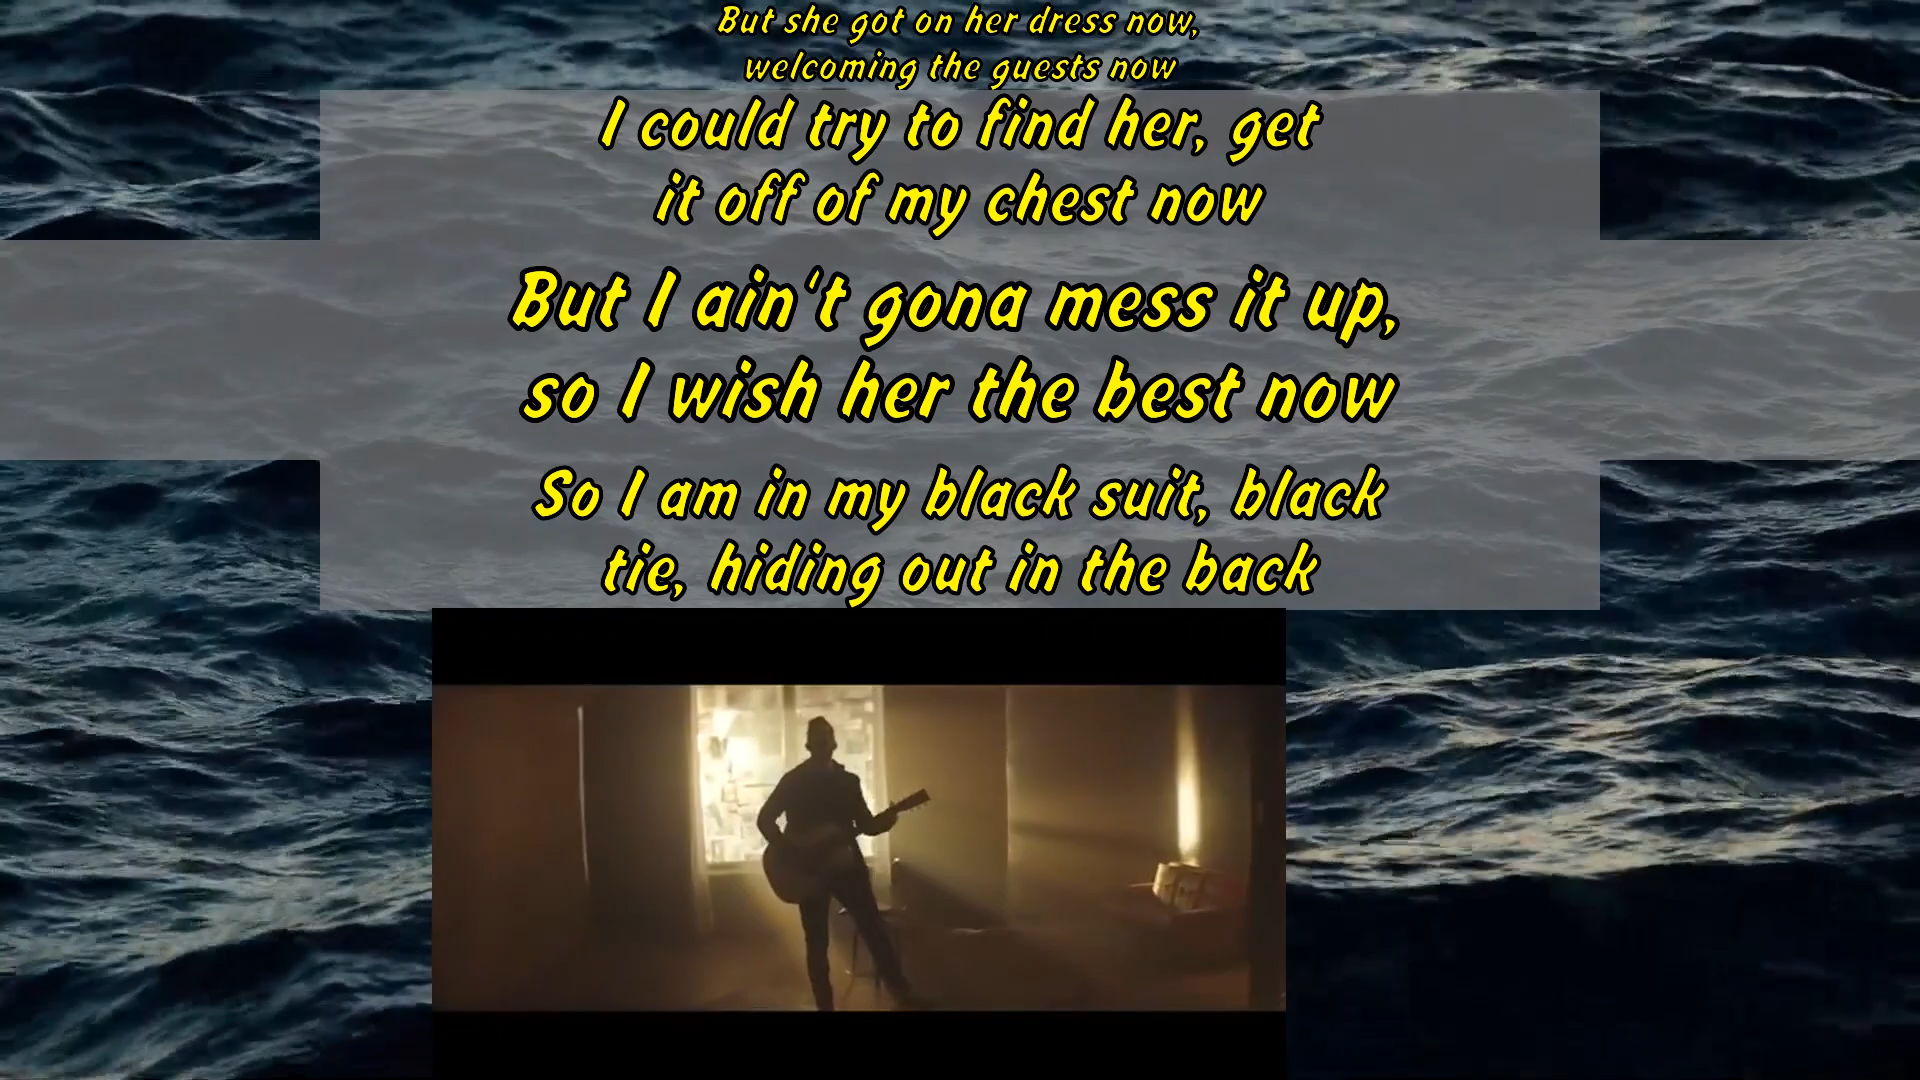 But she got on her dress now,
welcoming the guests now
I could try to find her, get
it off of my chest now
But I ain't gona mess it up,
so I wish her the best now
So I am in my black suit, black
tie, hiding out in the back